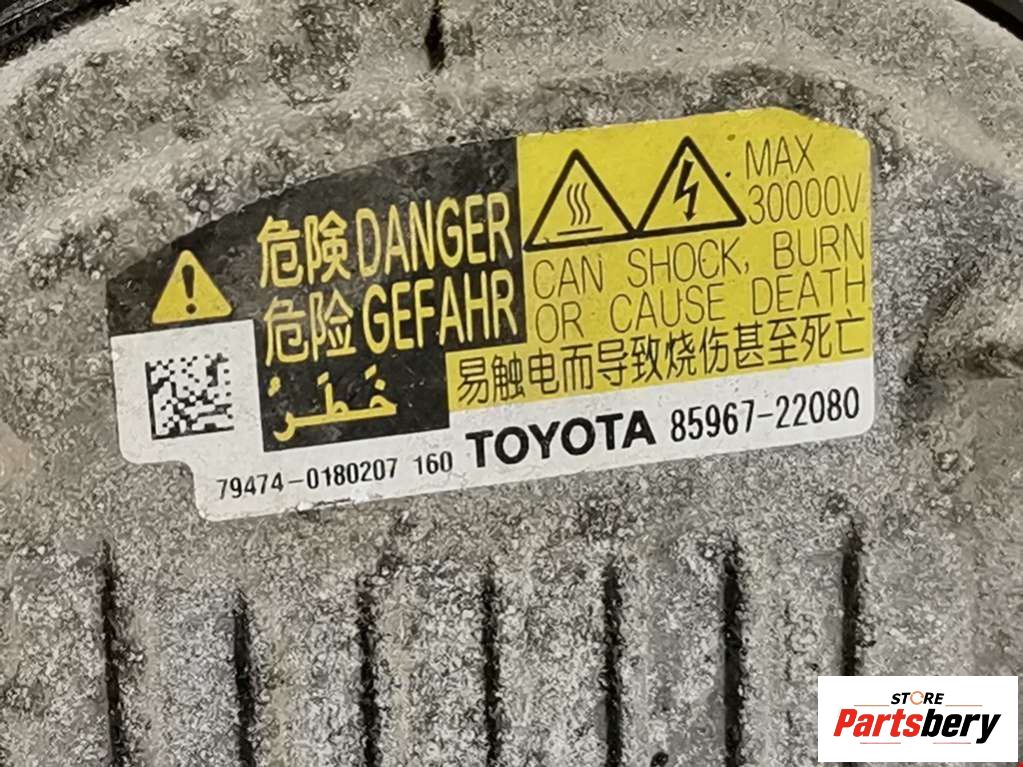 危険 DANGER
危险 GEFAHR
خَطَرٌ
MAX
30000V
CAN SHOCK, BURN
OR CAUSE DEATH
易触电而导致烧伤甚至死亡
79474-0180207 160 TOYOTA 85967-22080
STORE
Partsbery